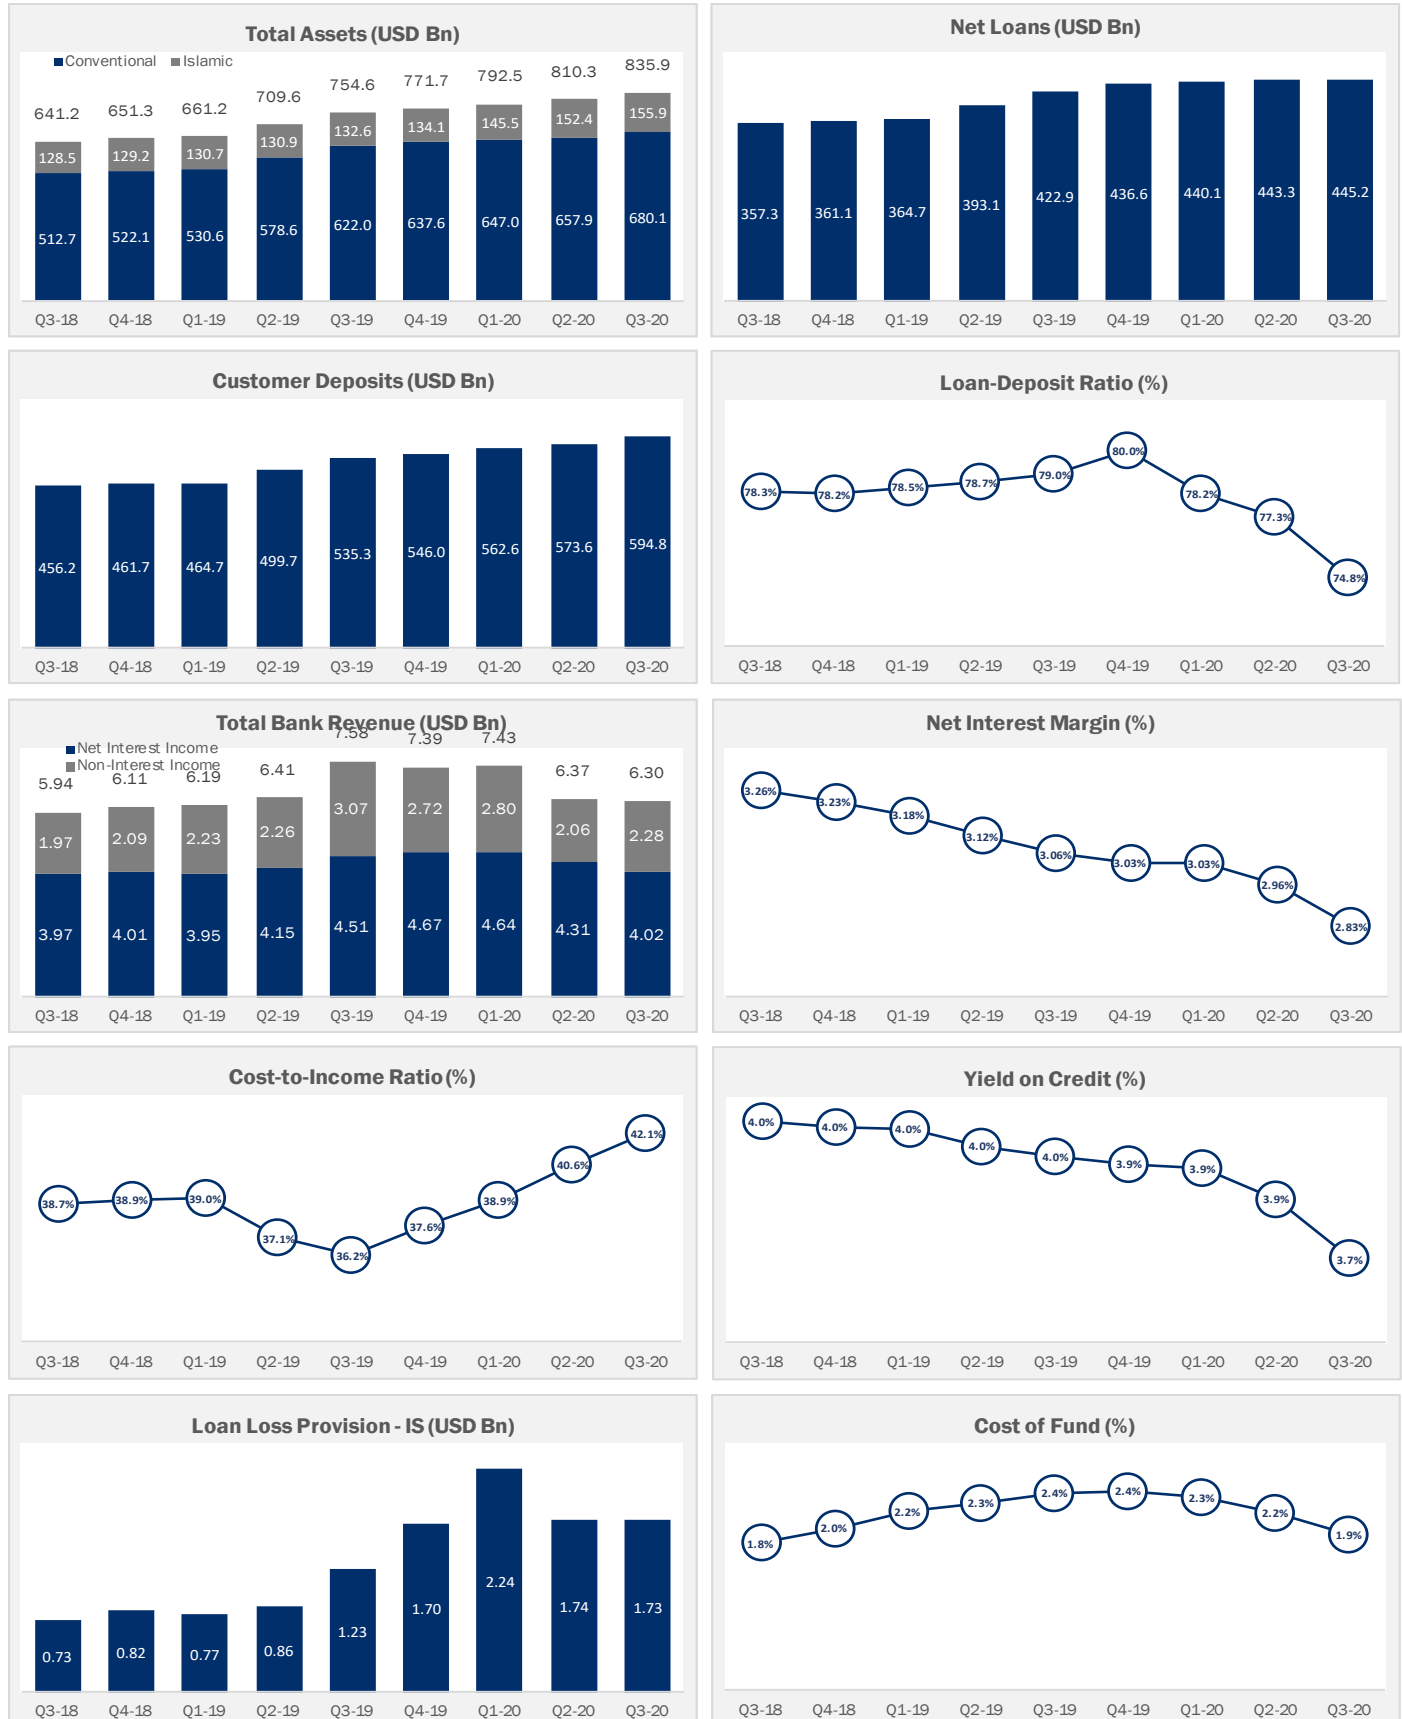 Total Assets (USD Bn)
Conventional Islamic
641.2 651.3 661.2 709.6 754.6 771.7 792.5 810.3 835.9
128.5 129.2 130.7 130.9 132.6 134.1 145.5 152.4 155.9
512.7 522.1 530.6 578.6 622.0 637.6 647.0 657.9 680.1
Q3-18 Q4-18 Q1-19 Q2-19 Q3-19 Q4-19 Q1-20 Q2-20 Q3-20
Net Loans (USD Bn)
357.3 361.1 364.7 393.1 422.9 436.6 440.1 443.3 445.2
Q3-18 Q4-18 Q1-19 Q2-19 Q3-19 Q4-19 Q1-20 Q2-20 Q3-20
Customer Deposits (USD Bn)
456.2 461.7 464.7 499.7 535.3 546.0 562.6 573.6 594.8
Q3-18 Q4-18 Q1-19 Q2-19 Q3-19 Q4-19 Q1-20 Q2-20 Q3-20
Loan-Deposit Ratio (%)
78.3% 78.2% 78.5% 78.7% 79.0% 80.0% 78.2% 77.3% 74.8%
Q3-18 Q4-18 Q1-19 Q2-19 Q3-19 Q4-19 Q1-20 Q2-20 Q3-20
Total Bank Revenue (USD Bn)
Net Interest Income
Non-Interest Income
5.94 6.11 6.19 6.41 7.58 7.39 7.43 6.37 6.30
1.97 2.09 2.23 2.26 3.07 2.72 2.80 2.06 2.28
3.97 4.01 3.95 4.15 4.51 4.67 4.64 4.31 4.02
Q3-18 Q4-18 Q1-19 Q2-19 Q3-19 Q4-19 Q1-20 Q2-20 Q3-20
Net Interest Margin (%)
3.26% 3.23% 3.18% 3.12% 3.06% 3.03% 3.03% 2.96% 2.83%
Q3-18 Q4-18 Q1-19 Q2-19 Q3-19 Q4-19 Q1-20 Q2-20 Q3-20
Cost-to-Income Ratio (%)
38.7% 38.9% 39.0% 37.1% 36.2% 37.6% 38.9% 40.6% 42.1%
Q3-18 Q4-18 Q1-19 Q2-19 Q3-19 Q4-19 Q1-20 Q2-20 Q3-20
Yield on Credit (%)
4.0% 4.0% 4.0% 4.0% 4.0% 3.9% 3.9% 3.9% 3.7%
Q3-18 Q4-18 Q1-19 Q2-19 Q3-19 Q4-19 Q1-20 Q2-20 Q3-20
Loan Loss Provision - IS (USD Bn)
0.73 0.82 0.77 0.86 1.23 1.70 2.24 1.74 1.73
Q3-18 Q4-18 Q1-19 Q2-19 Q3-19 Q4-19 Q1-20 Q2-20 Q3-20
Cost of Fund (%)
1.8% 2.0% 2.2% 2.3% 2.4% 2.4% 2.3% 2.2% 1.9%
Q3-18 Q4-18 Q1-19 Q2-19 Q3-19 Q4-19 Q1-20 Q2-20 Q3-20